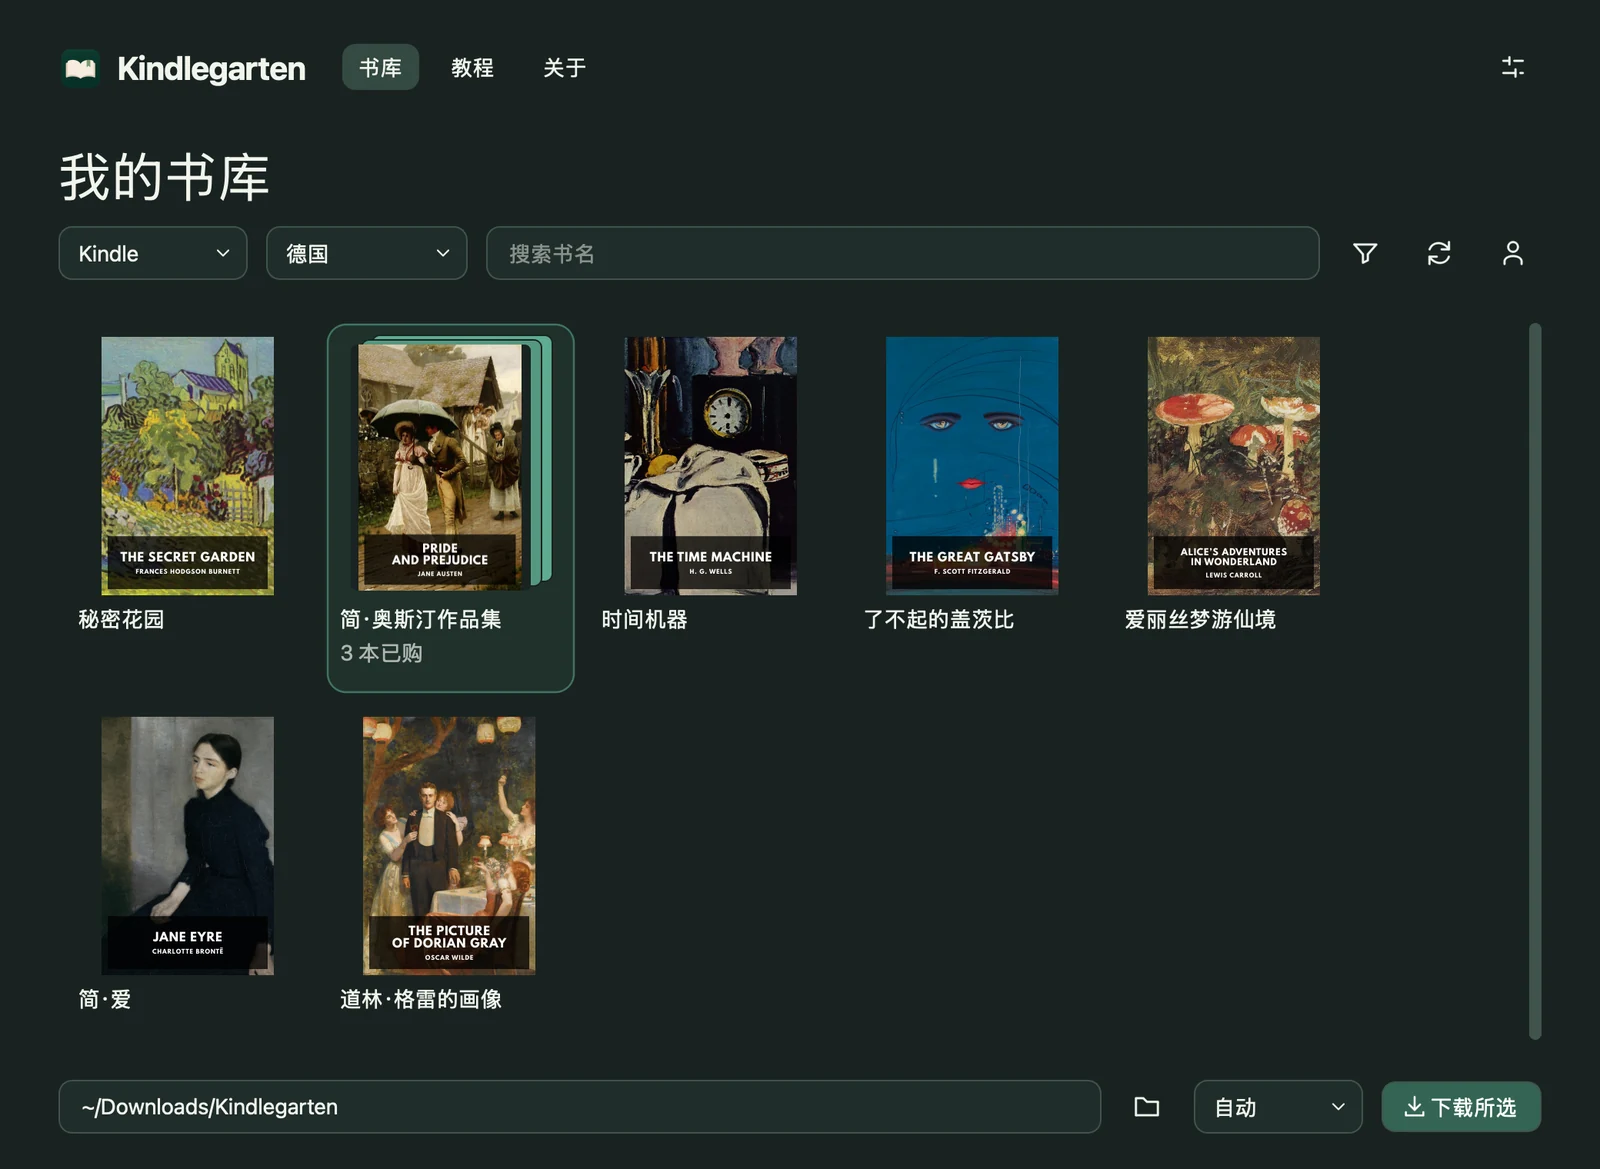 Kindlegarten
书库
教程
关于
我的书库
Kindle
德国
搜索书名
THE SECRET GARDEN
FRANCES HODGSON BURNETT
秘密花园
PRIDE
AND PREJUDICE
JANE AUSTEN
简·奥斯汀作品集
3 本已购
THE TIME MACHINE
H. G. WELLS
时间机器
THE GREAT GATSBY
F. SCOTT FITZGERALD
了不起的盖茨比
ALICE'S ADVENTURES
IN WONDERLAND
LEWIS CARROLL
爱丽丝梦游仙境
JANE EYRE
CHARLOTTE BRONTË
简·爱
THE PICTURE
OF DORIAN GRAY
OSCAR WILDE
道林·格雷的画像
~/Downloads/Kindlegarten
自动
下载所选